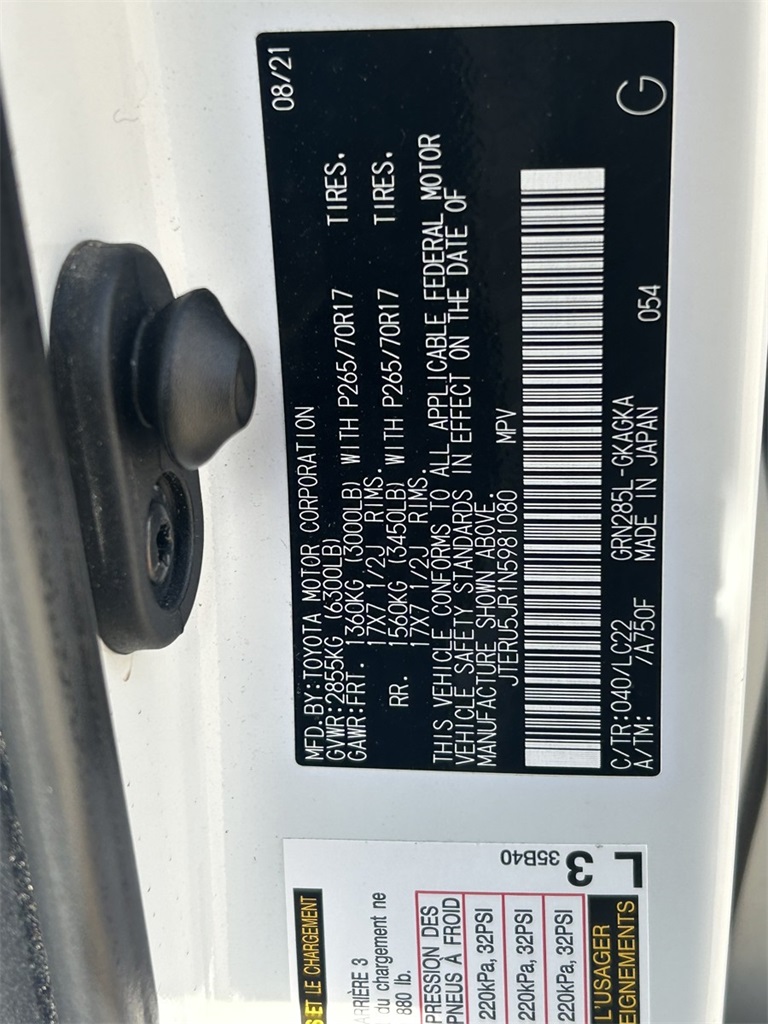 MFD.BY:TOYOTA MOTOR CORPORATION 08/21
GVWR:2855KG (6300LB)
GAWR:FRT. 1360KG (3000LB) WITH P265/70R17 TIRES.
17X7 1/2J RIMS.
RR. 1560KG (3450LB) WITH P265/70R17 TIRES.
17X7 1/2J RIMS.
THIS VEHICLE CONFORMS TO ALL APPLICABLE FEDERAL MOTOR
VEHICLE SAFETY STANDARDS IN EFFECT ON THE DATE OF
MANUFACTURE SHOWN ABOVE.
JTERU5JR1N5981080 MPV
C/TR:040/LC22 GRN285L-GKAGKA 054 G
A/TM: /A750F MADE IN JAPAN
S ET LE CHARGEMENT
ARRIÈRE 3
du chargement ne
880 lb.
PRESSION DES
PNEUS À FROID
220kPa, 32PSI
220kPa, 32PSI
220kPa, 32PSI
L'USAGER
EIGNEMENTS
35B40
3
L